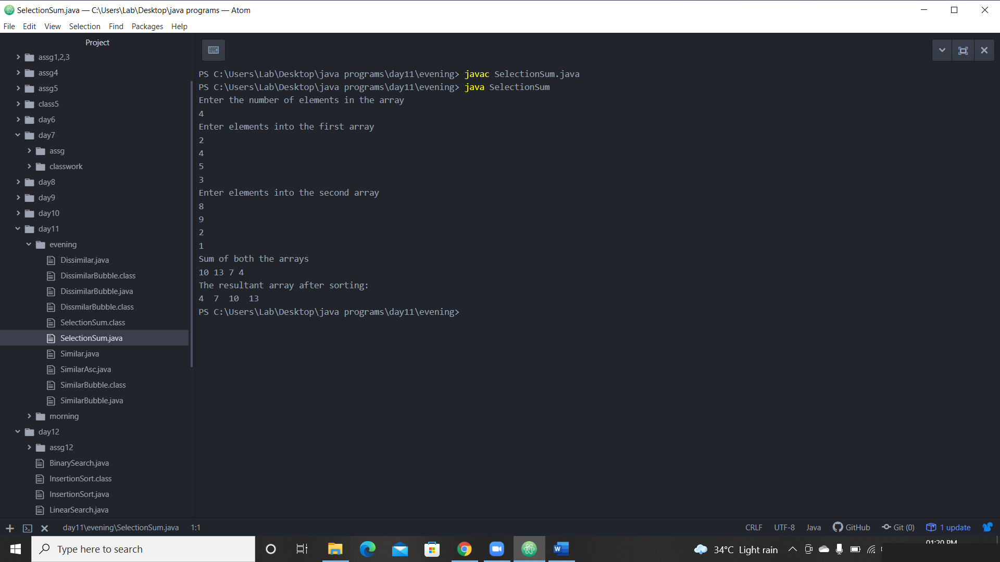 SelectionSum.java — C:\Users\Lab\Desktop\java programs — Atom
File Edit View Selection Find Packages Help
Project
assg1,2,3
assg4
assg5
class5
day6
day7
assg
classwork
day8
day9
day10
day11
evening
Dissimilar.java
DissimilarBubble.class
DissimilarBubble.java
DissmilarBubble.class
SelectionSum.class
SelectionSum.java
Similar.java
SimilarAsc.java
SimilarBubble.class
SimilarBubble.java
morning
day12
assg12
BinarySearch.java
InsertionSort.class
InsertionSort.java
LinearSearch.java
PS C:\Users\Lab\Desktop\java programs\day11\evening> javac SelectionSum.java
PS C:\Users\Lab\Desktop\java programs\day11\evening> java SelectionSum
Enter the number of elements in the array
4
Enter elements into the first array
2
4
5
3
Enter elements into the second array
8
9
2
1
Sum of both the arrays
10 13 7 4
The resultant array after sorting:
4  7  10  13
PS C:\Users\Lab\Desktop\java programs\day11\evening>
day11\evening\SelectionSum.java 1:1
CRLF UTF-8 Java GitHub Git (0) 1 update
Type here to search
34°C Light rain
01:20 PM